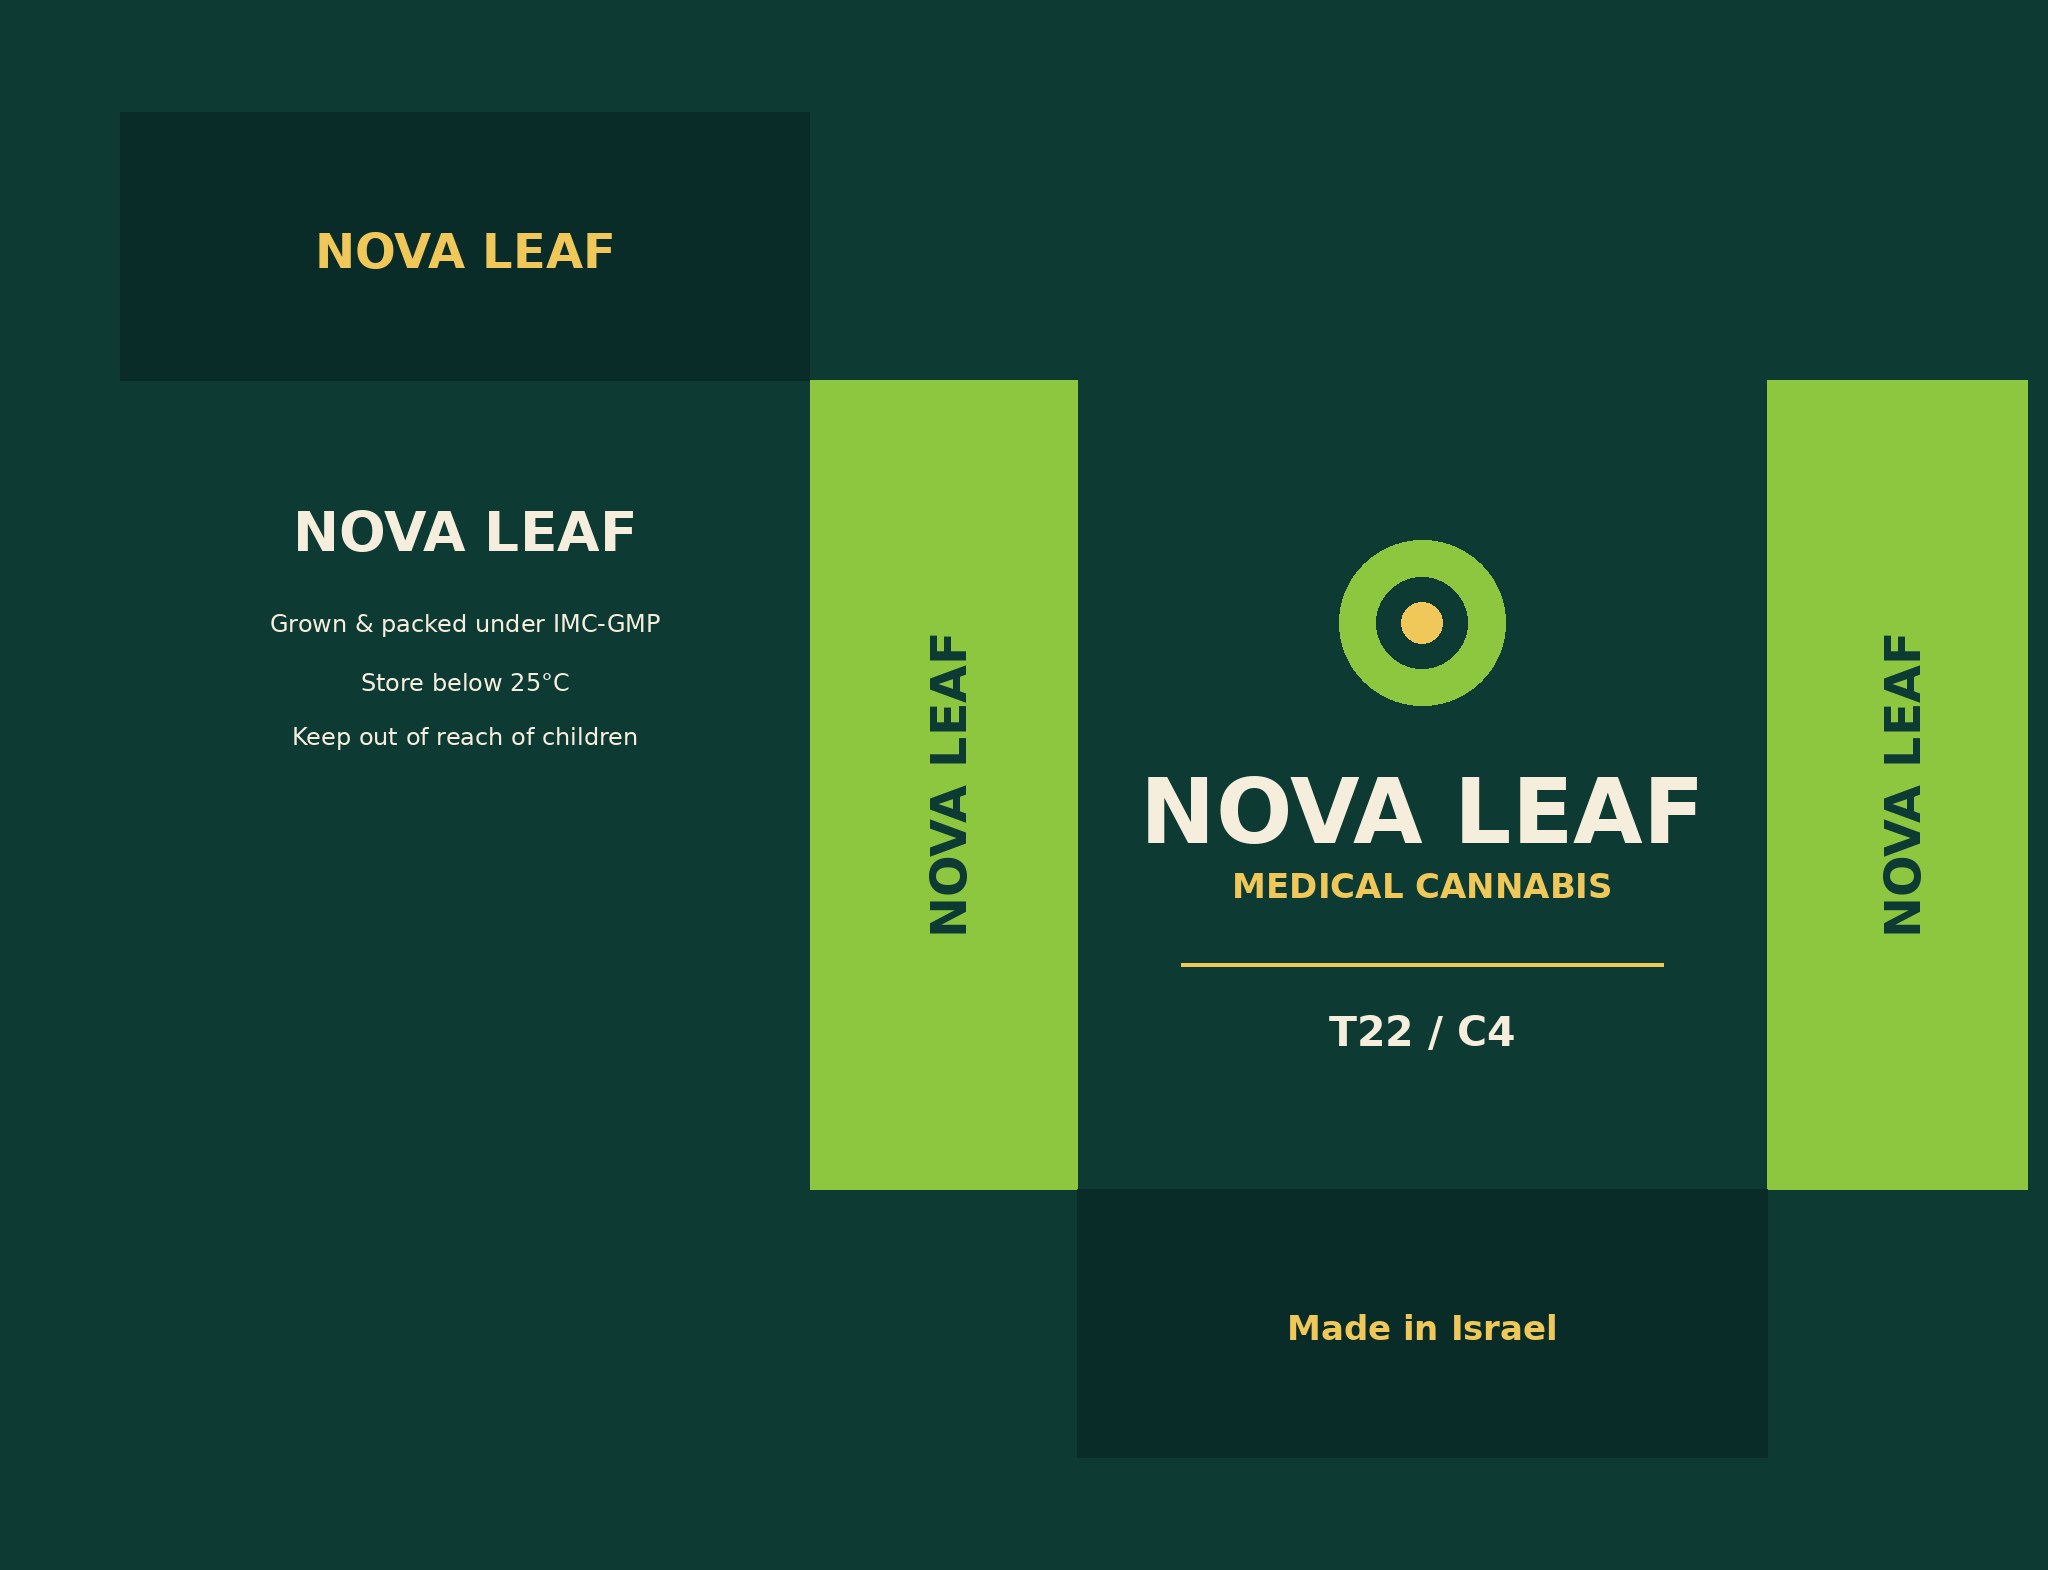 NOVA LEAF
NOVA LEAF
Grown & packed under IMC-GMP
Store below 25°C
Keep out of reach of children
NOVA LEAF
NOVA LEAF
MEDICAL CANNABIS
T22 / C4
NOVA LEAF
Made in Israel